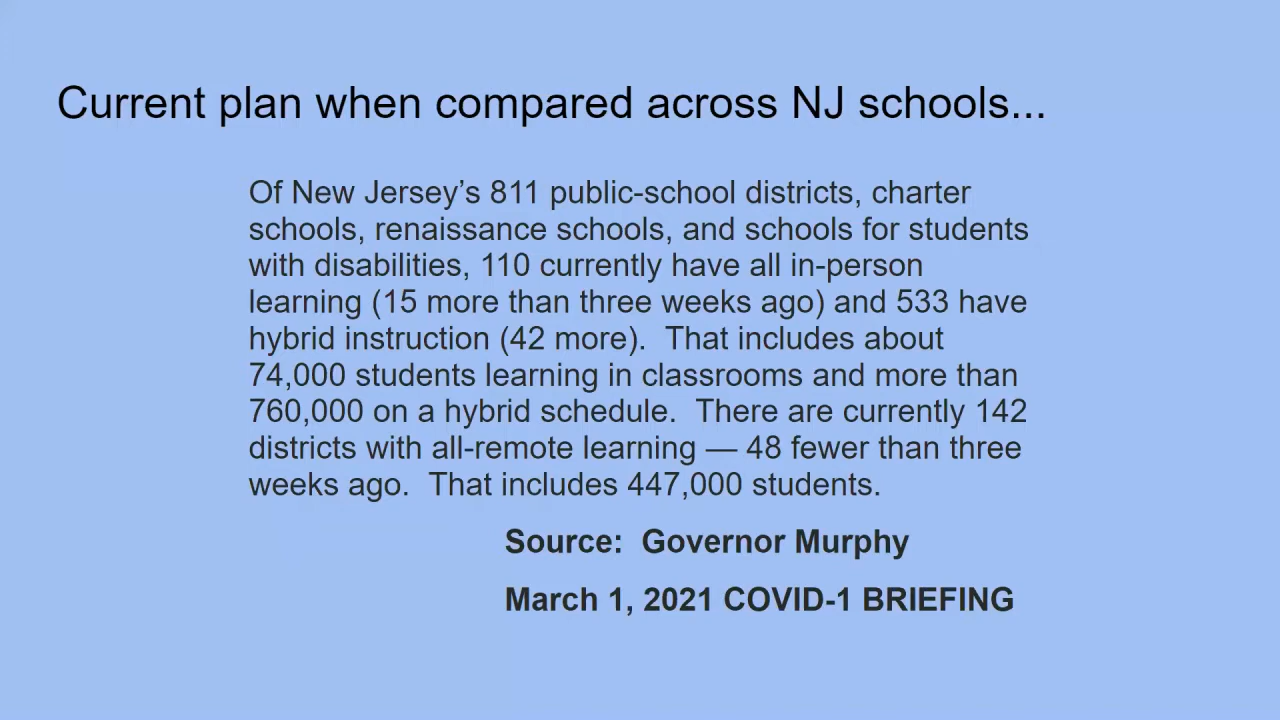 Current plan when compared across NJ schools...
Of New Jersey’s 811 public-school districts, charter
schools, renaissance schools, and schools for students
with disabilities, 110 currently have all in-person
learning (15 more than three weeks ago) and 533 have
hybrid instruction (42 more).  That includes about
74,000 students learning in classrooms and more than
760,000 on a hybrid schedule.  There are currently 142
districts with all-remote learning — 48 fewer than three
weeks ago.  That includes 447,000 students.
Source:  Governor Murphy
March 1, 2021 COVID-1 BRIEFING